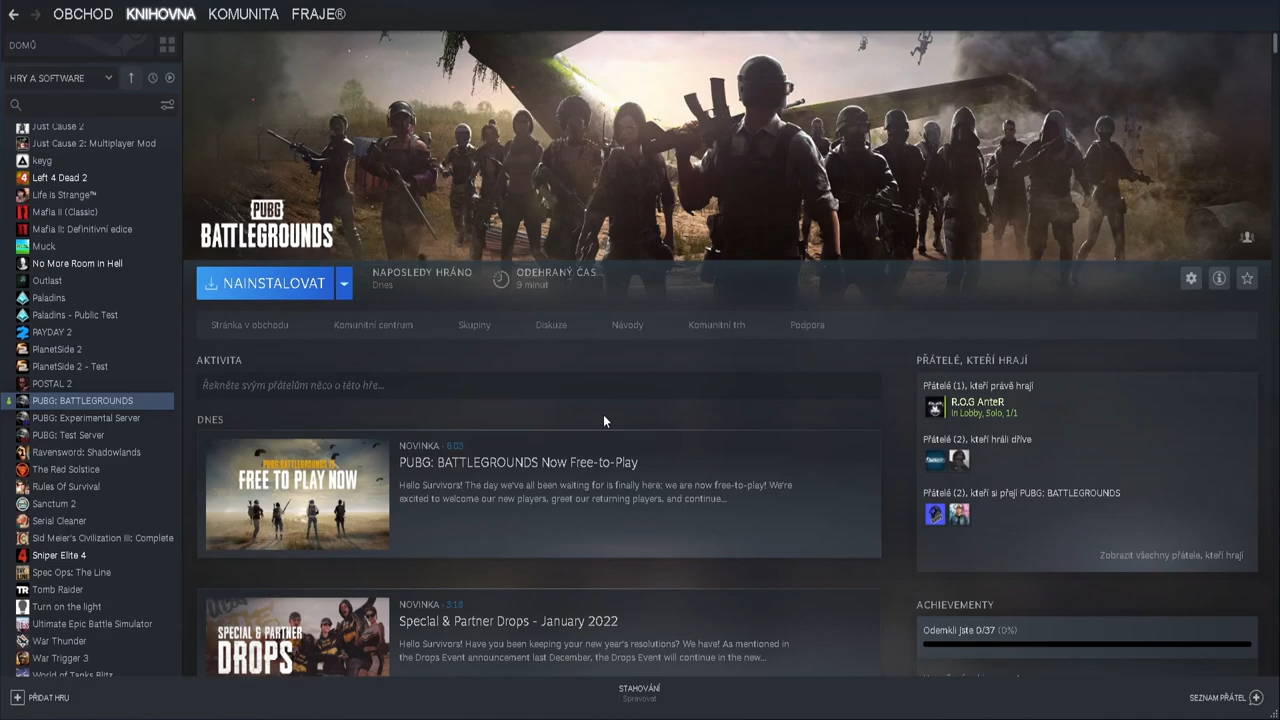 OBCHOD KNIHOVNA KOMUNITA FRAJE®
DOMŮ
HRY A SOFTWARE
Just Cause 2
Just Cause 2: Multiplayer Mod
keyg
Left 4 Dead 2
Life is Strange™
Mafia II (Classic)
Mafia II: Definitivní edice
Muck
No More Room in Hell
Outlast
Paladins
Paladins - Public Test
PAYDAY 2
PlanetSide 2
PlanetSide 2 - Test
POSTAL 2
PUBG: BATTLEGROUNDS
PUBG: Experimental Server
PUBG: Test Server
Ravensword: Shadowlands
The Red Solstice
Rules Of Survival
Sanctum 2
Serial Cleaner
Sid Meier's Civilization III: Complete
Sniper Elite 4
Spec Ops: The Line
Tomb Raider
Turn on the light
Ultimate Epic Battle Simulator
War Thunder
War Trigger 3
World of Tanks Blitz
PŘIDAT HRU
PUBG
BATTLEGROUNDS
NAINSTALOVAT
NAPOSLEDY HRÁNO
Dnes
ODEHRANÝ ČAS
9 minut
Stránka v obchodu Komunitní centrum Skupiny Diskuze Návody Komunitní trh Podpora
AKTIVITA
Řekněte svým přátelům něco o této hře...
DNES
PUBG: BATTLEGROUNDS IS
FREE TO PLAY NOW
NOVINKA - 6:03
PUBG: BATTLEGROUNDS Now Free-to-Play
Hello Survivors! The day we've all been waiting for is finally here: we are now free-to-play! We're
excited to welcome our new players, greet our returning players, and continue...
SPECIAL & PARTNER
DROPS
NOVINKA - 3:18
Special & Partner Drops - January 2022
Hello Survivors! Have you been keeping your new year's resolutions? We have! As mentioned in
the Drops Event announcement last December, the Drops Event will continue in the new...
PŘÁTELÉ, KTEŘÍ HRAJÍ
Přátelé (1), kteří právě hrají
R.O.G AnteR
In Lobby, Solo, 1/1
Přátelé (2), kteří hráli dříve
Přátelé (2), kteří si přejí PUBG: BATTLEGROUNDS
Zobrazit všechny přátele, kteří hrají
ACHIEVEMENTY
Odemkli jste 0/37 (0%)
STAHOVÁNÍ
Spravovat
SEZNAM PŘÁTEL